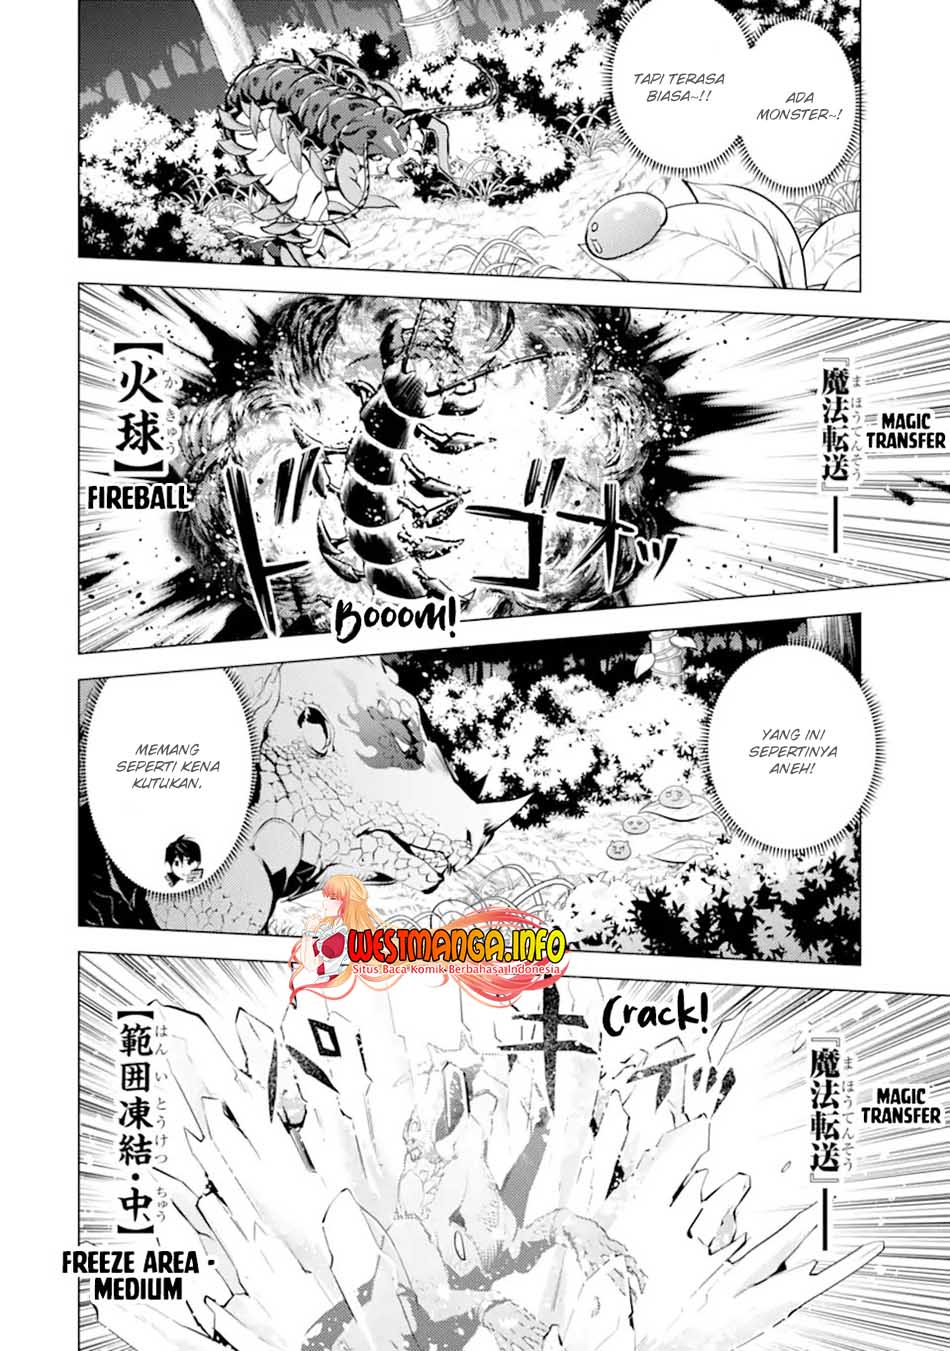 ADA
MONSTER~!
TAPI TERASA
BIASA~!!
『魔法転送』
まほうてんそう
MAGIC
TRANSFER
【火球】
かきゅう
FIREBALL
ドゴオッ
BOOOM!
YANG INI
SEPERTINYA
ANEH!
MEMANG
SEPERTI KENA
KUTUKAN.
WESTMANGA.INFO
Situs Baca Komik Berbahasa Indonesia
『魔法転送』
まほうてんそう
MAGIC
TRANSFER
パキッ
CRACK!
【範囲凍結・中】
はんいとうけつちゅう
FREEZE AREA -
MEDIUM